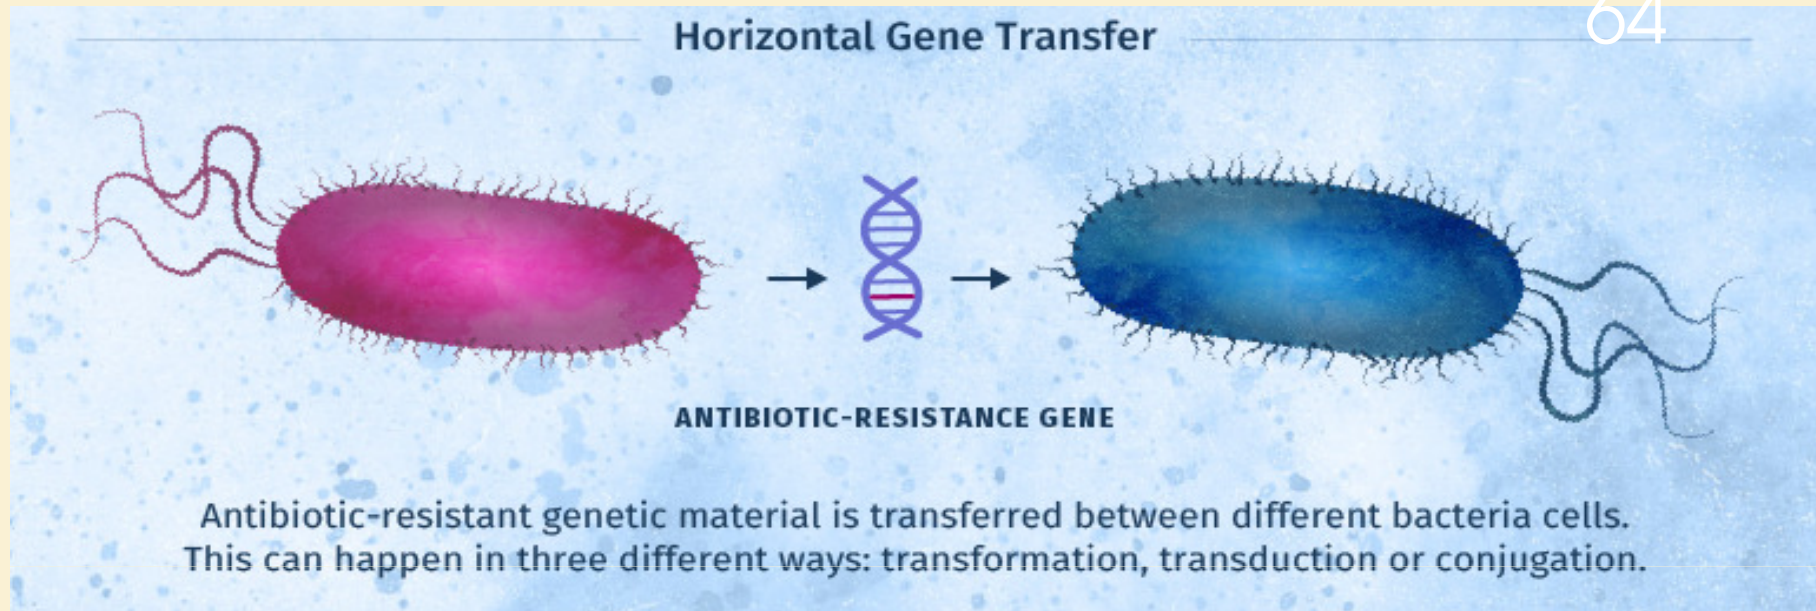 64
Horizontal Gene Transfer
ANTIBIOTIC-RESISTANCE GENE
Antibiotic-resistant genetic material is transferred between different bacteria cells.
This can happen in three different ways: transformation, transduction or conjugation.